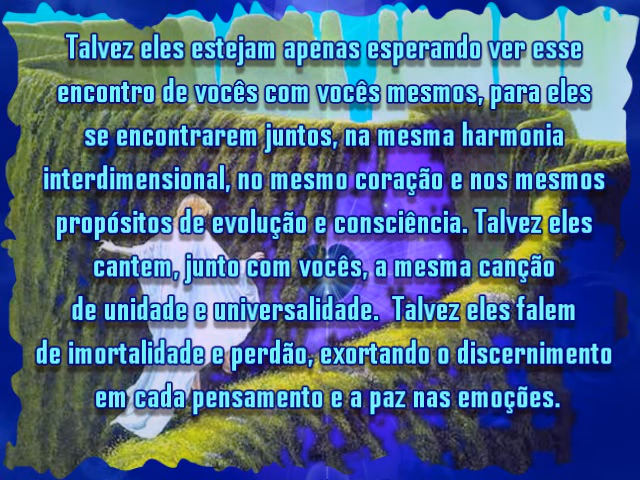 Talvez eles estejam apenas esperando ver esse
encontro de vocês com vocês mesmos, para eles
se encontrarem juntos, na mesma harmonia
interdimensional, no mesmo coração e nos mesmos
propósitos de evolução e consciência. Talvez eles
cantem, junto com vocês, a mesma canção
de unidade e universalidade. Talvez eles falem
de imortalidade e perdão, exortando o discernimento
em cada pensamento e a paz nas emoções.